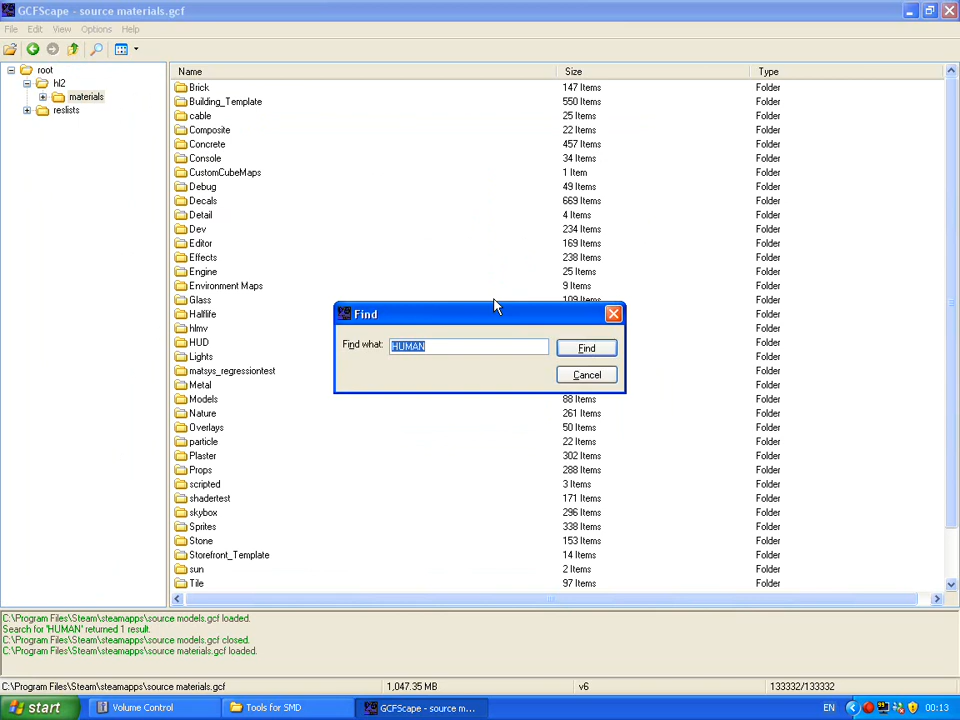 GCFScape - source materials.gcf
File Edit View Options Help
root
hl2
materials
reslists
Name Size Type
Brick 147 Items Folder
Building_Template 550 Items Folder
cable 25 Items Folder
Composite 22 Items Folder
Concrete 457 Items Folder
Console 34 Items Folder
CustomCubeMaps 1 Item Folder
Debug 49 Items Folder
Decals 669 Items Folder
Detail 4 Items Folder
Dev 234 Items Folder
Editor 169 Items Folder
Effects 238 Items Folder
Engine 25 Items Folder
Environment Maps 9 Items Folder
Glass 109 Items Folder
Halflife Folder
hlmv Folder
HUD Folder
Lights Folder
matsys_regressiontest Folder
Metal Folder
Models 88 Items Folder
Nature 261 Items Folder
Overlays 50 Items Folder
particle 22 Items Folder
Plaster 302 Items Folder
Props 288 Items Folder
scripted 3 Items Folder
shadertest 171 Items Folder
skybox 296 Items Folder
Sprites 338 Items Folder
Stone 153 Items Folder
Storefront_Template 14 Items Folder
sun 2 Items Folder
Tile 97 Items Folder
Find
Find what: HUMAN Find
Cancel
C:\Program Files\Steam\steamapps\source models.gcf loaded.
Search for 'HUMAN' returned 1 result.
C:\Program Files\Steam\steamapps\source models.gcf closed.
C:\Program Files\Steam\steamapps\source materials.gcf loaded.
C:\Program Files\Steam\steamapps\source materials.gcf 1,047.35 MB v6 133332/133332
start Volume Control Tools for SMD GCFScape - source m... EN 00:13